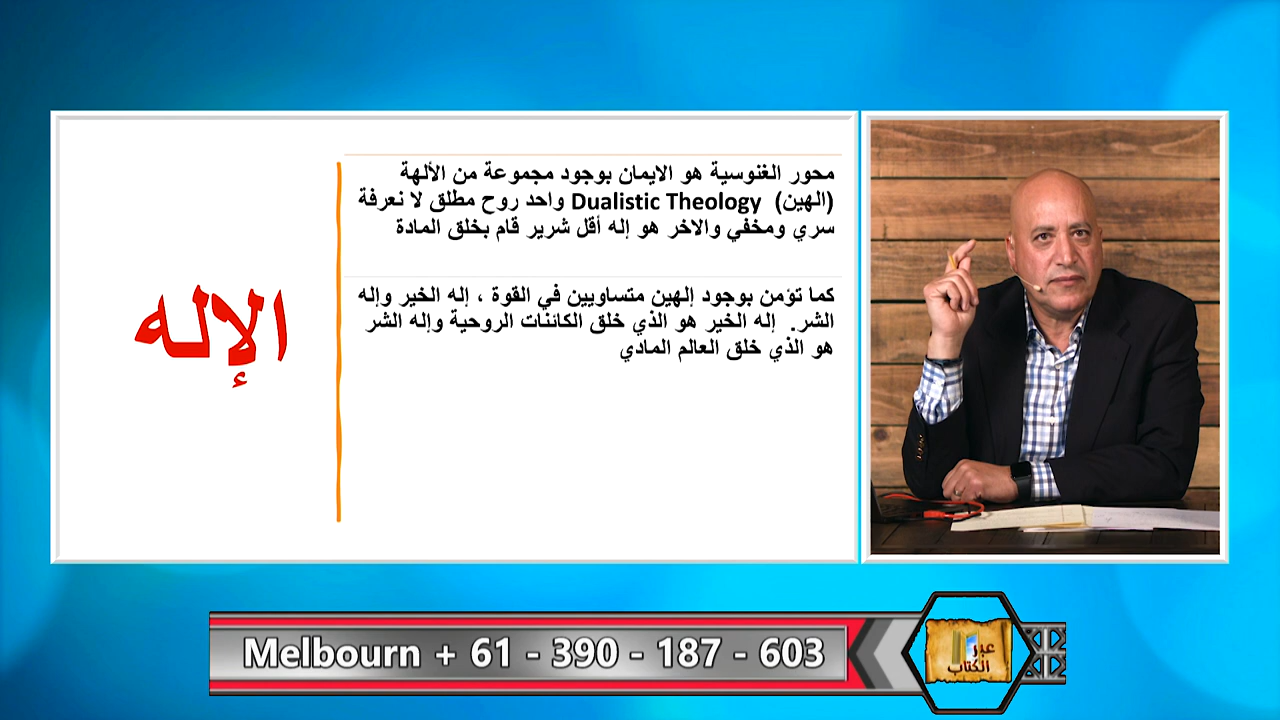 الإله
محور الغنوسية هو الايمان بوجود مجموعة من الألهة
(الهين) Dualistic Theology واحد روح مطلق لا نعرفة
سري ومخفي والاخر هو إله أقل شرير قام بخلق المادة
كما تؤمن بوجود إلهين متساويين في القوة ، إله الخير وإله
الشر. إله الخير هو الذي خلق الكائنات الروحية وإله الشر
هو الذي خلق العالم المادي
Melbourn + 61 - 390 - 187 - 603
عبر
الكتاب